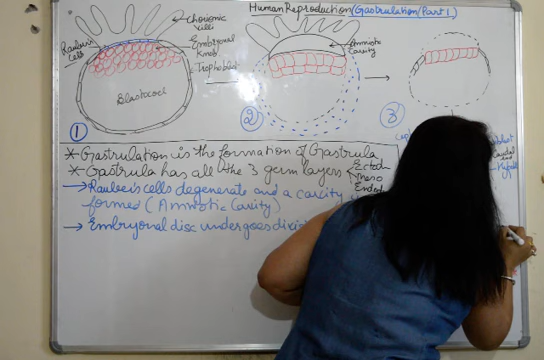 Human Reproduction (Gastrulation/Part 1)
Chorionic
villi
Rauber's
Cells
Embryonal
Knob
Trophoblast
Blastocoel
Amniotic
Cavity
①
②
③
* Gastrulation is the formation of Gastrula
* Gastrula has all the 3 germ layers
Ecto
Meso
Endo
→ Rauber's cells degenerate and a cavity
formed (Amniotic Cavity)
→ Embryonal disc undergoes
Caudal
end